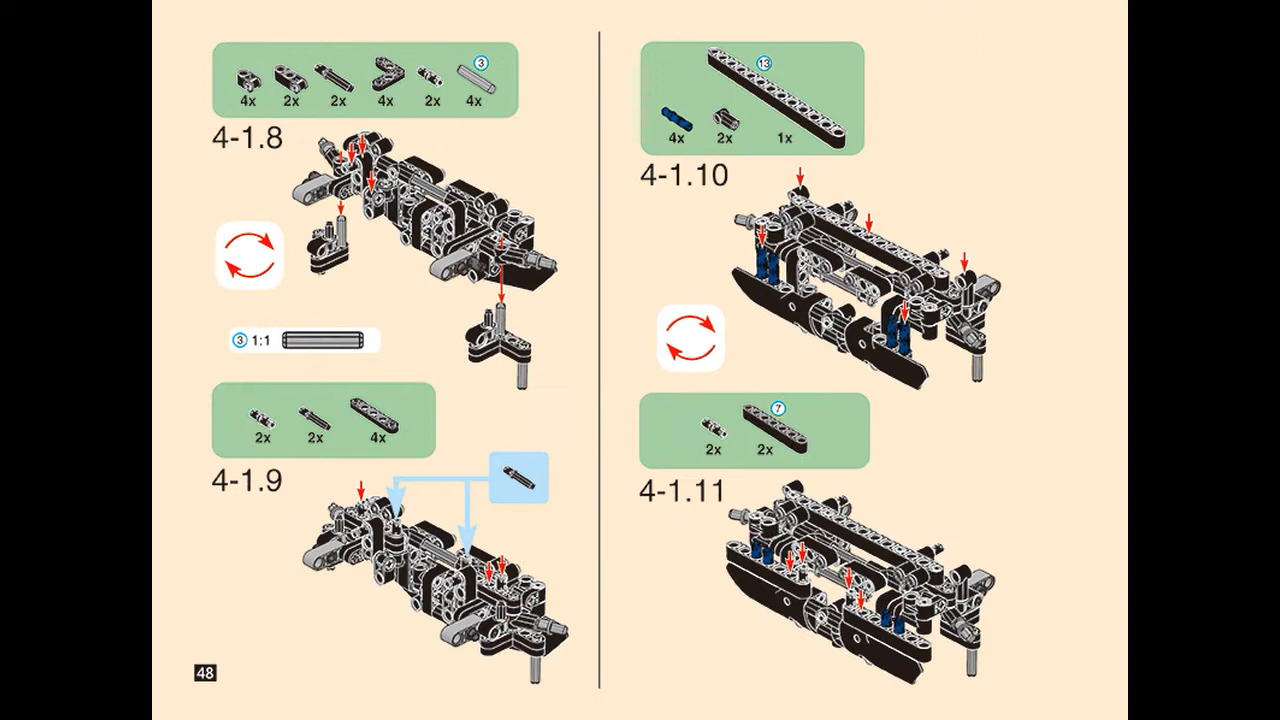 3
4x 2x 2x 4x 2x 4x
4-1.8
3 1:1
2x 2x 4x
4-1.9
48
13
4x 2x 1x
4-1.10
7
2x 2x
4-1.11